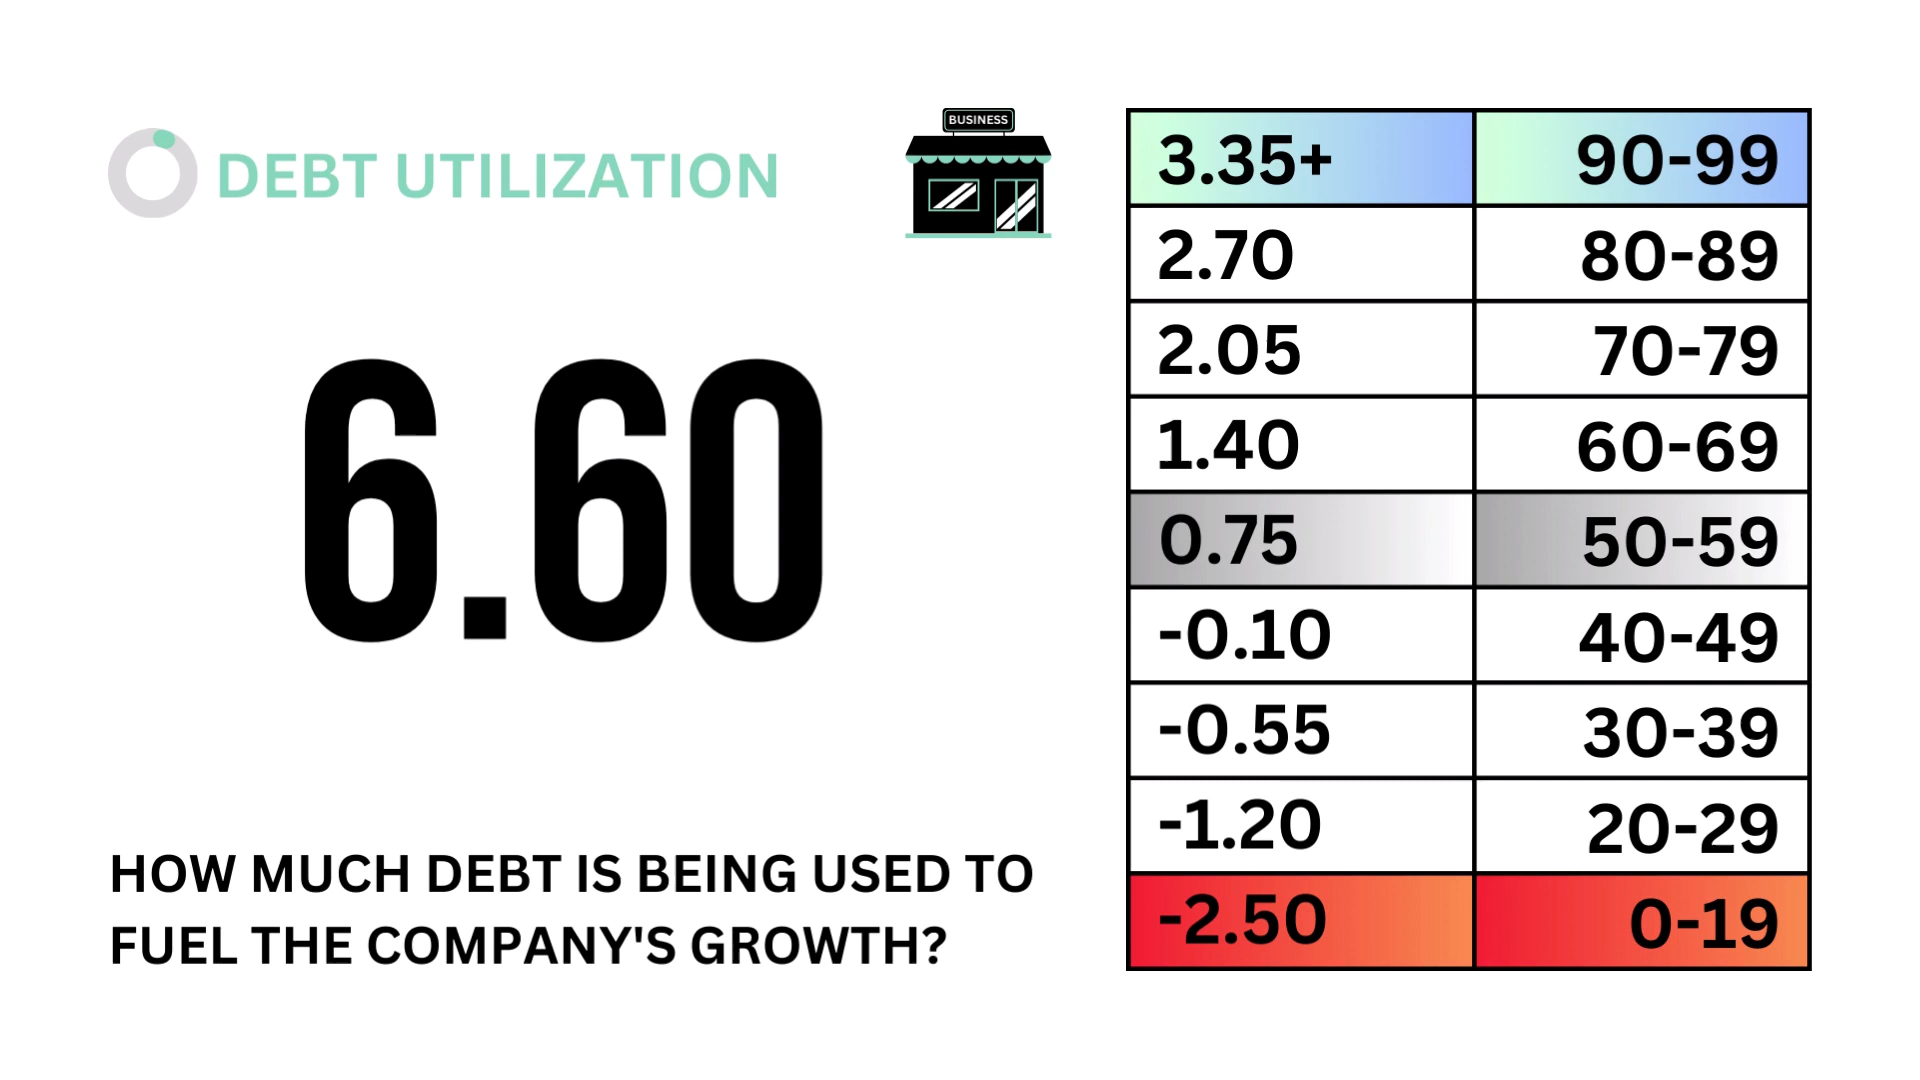 BUSINESS
DEBT UTILIZATION
6.60
HOW MUCH DEBT IS BEING USED TO
FUEL THE COMPANY'S GROWTH?
3.35+ 90-99
2.70 80-89
2.05 70-79
1.40 60-69
0.75 50-59
-0.10 40-49
-0.55 30-39
-1.20 20-29
-2.50 0-19